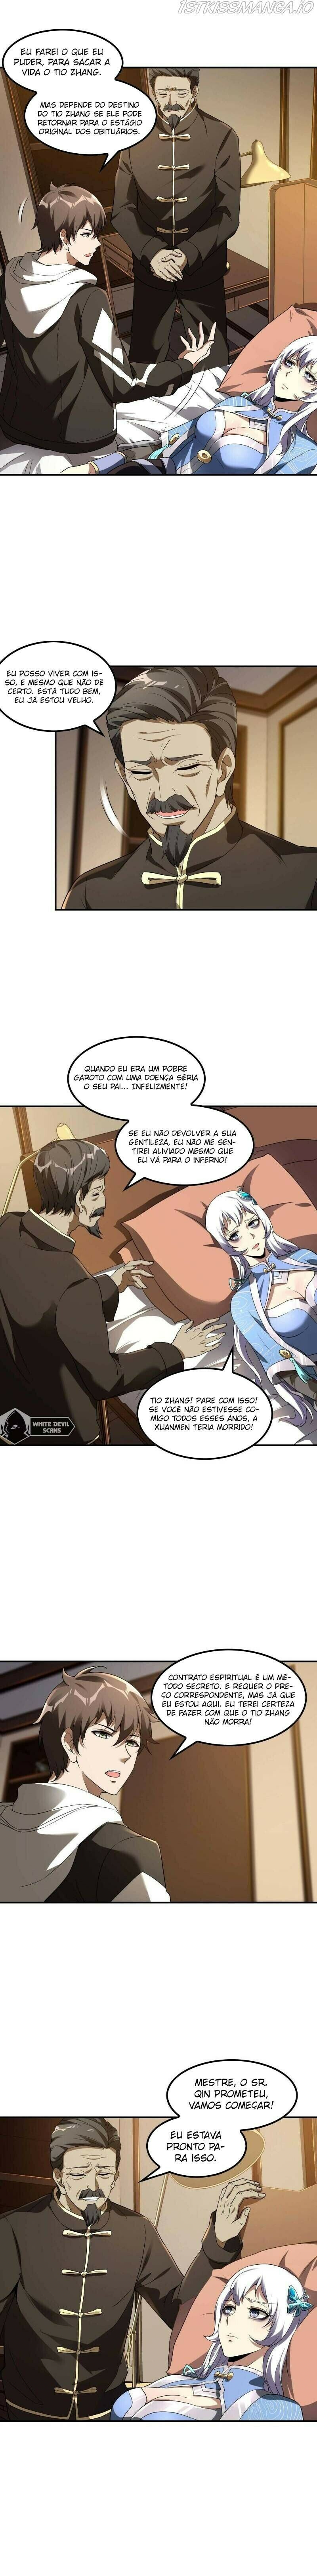 1STKISSMANGA.IO
EU FAREI O QUE EU
PUDER, PARA SACAR A
VIDA O TIO ZHANG.
MAS DEPENDE DO DESTINO
DO TIO ZHANG SE ELE PODE
RETORNAR PARA O ESTÁGIO
ORIGINAL DOS OBITUÁRIOS.
EU POSSO VIVER COM IS-
SO, E MESMO QUE NÃO DÊ
CERTO. ESTÁ TUDO BEM,
EU JÁ ESTOU VELHO.
QUANDO EU ERA UM POBRE
GAROTO COM UMA DOENÇA SÉRIA
O SEU PAI... INFELIZMENTE!
SE EU NÃO DEVOLVER A SUA
GENTILEZA, EU NÃO ME SEN-
TIREI ALIVIADO MESMO QUE
EU VÁ PARA O INFERNO!
TIO ZHANG! PARE COM ISSO!
SE VOCÊ NÃO ESTIVESSE CO-
MIGO TODOS ESSES ANOS, A
XUANMEN TERIA MORRIDO!
WHITE DEVIL
SCANS
CONTRATO ESPIRITUAL É UM MÉ-
TODO SECRETO. E REQUER O PRE-
ÇO CORRESPONDENTE, MAS JÁ QUE
EU ESTOU AQUI. EU TEREI CERTEZA
DE FAZER COM QUE O TIO ZHANG
NÃO MORRA!
MESTRE, O SR.
QIN PROMETEU,
VAMOS COMEÇAR!
EU ESTAVA
PRONTO PA-
RA ISSO.